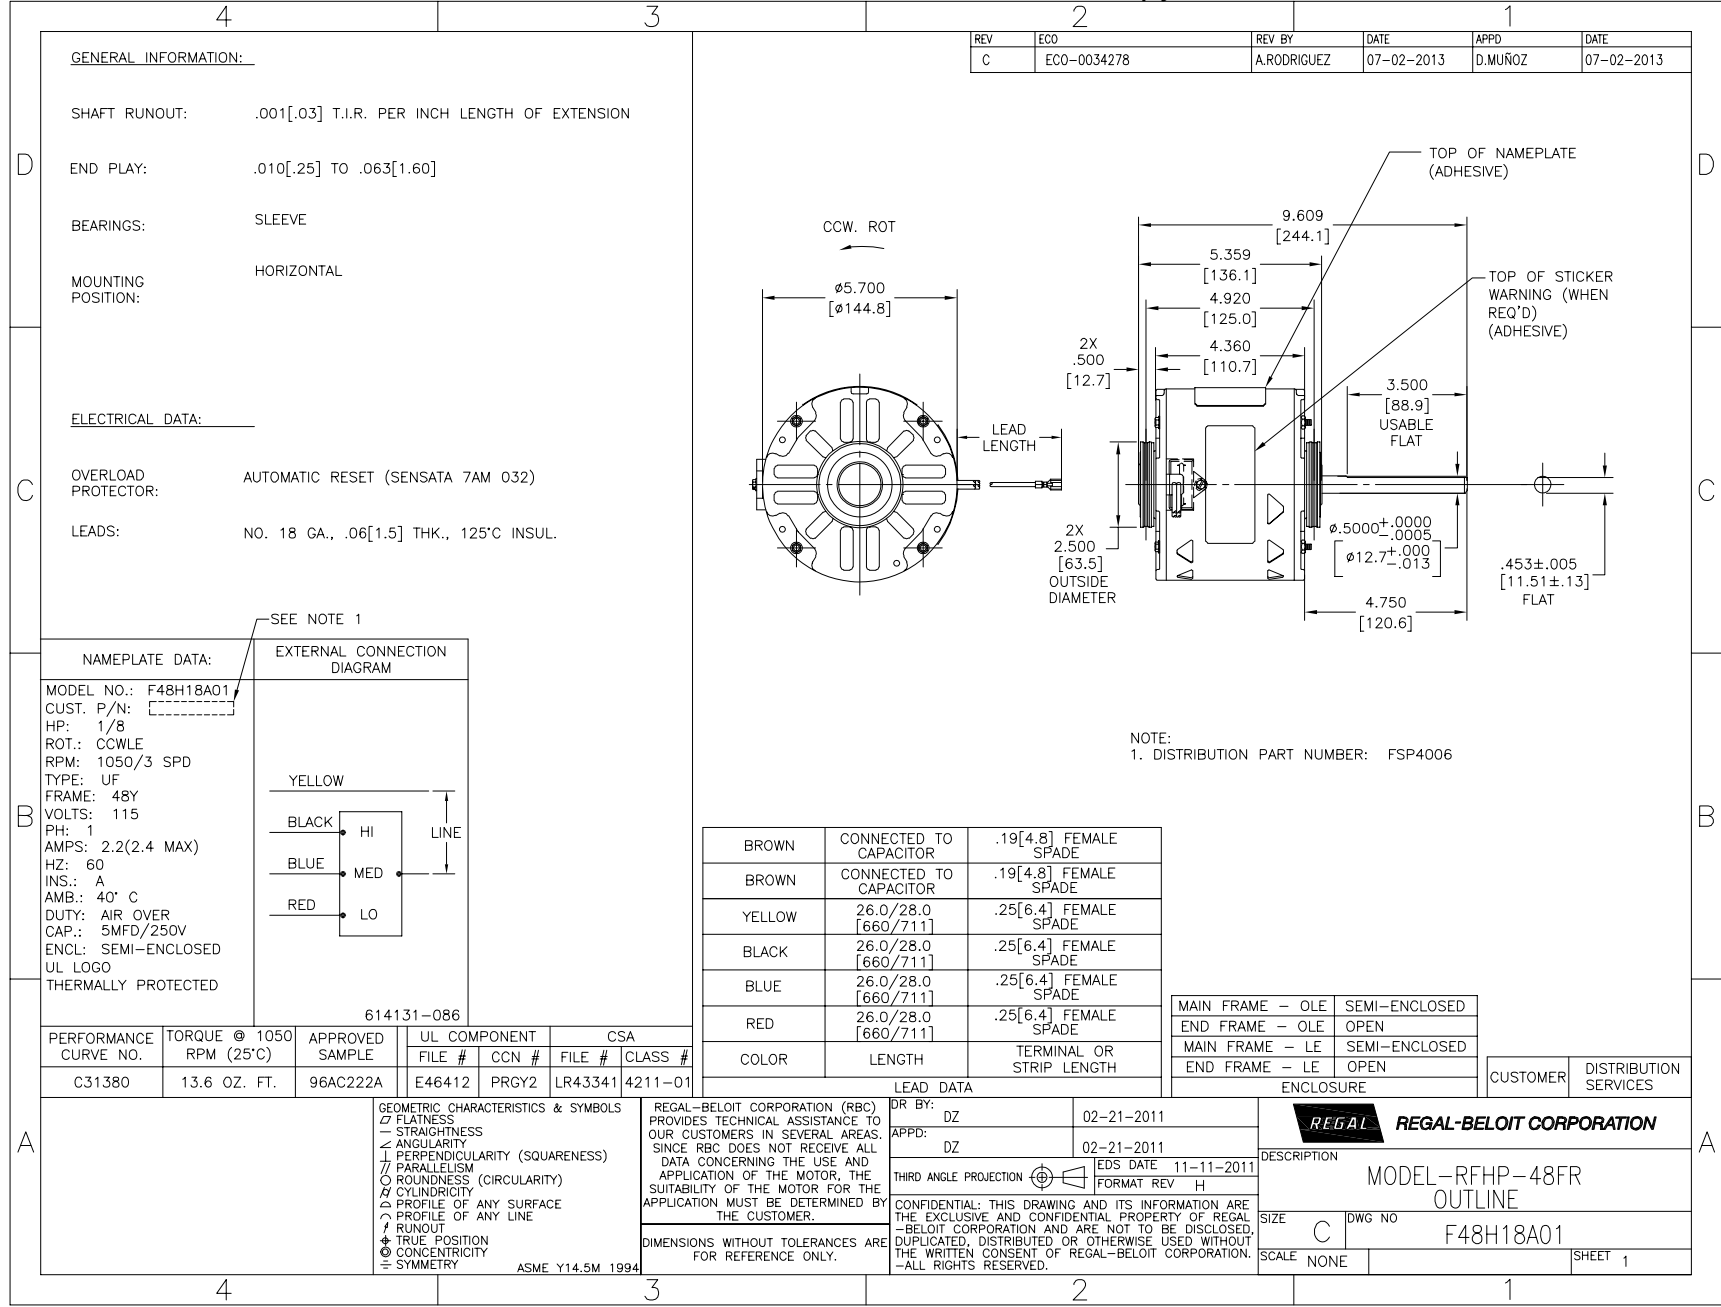 4 3 2 1
REV ECO REV BY DATE APPD DATE
C ECO-0034278 A.RODRIGUEZ 07-02-2013 D.MUÑOZ 07-02-2013
GENERAL INFORMATION:
SHAFT RUNOUT: .001[.03] T.I.R. PER INCH LENGTH OF EXTENSION
D D
END PLAY: .010[.25] TO .063[1.60]
BEARINGS: SLEEVE
MOUNTING
POSITION:
HORIZONTAL
ELECTRICAL DATA:
OVERLOAD
PROTECTOR:
AUTOMATIC RESET (SENSATA 7AM 032)
C C
LEADS: NO. 18 GA., .06[1.5] THK., 125°C INSUL.
TOP OF NAMEPLATE
(ADHESIVE)
CCW. ROT
9.609
[244.1]
5.359
[136.1]
TOP OF STICKER
WARNING (WHEN
REQ'D)
(ADHESIVE)
ø5.700
[ø144.8]
4.920
[125.0]
2X
.500
[12.7]
4.360
[110.7]
3.500
[88.9]
USABLE
FLAT
LEAD
LENGTH
2X
2.500
[63.5]
OUTSIDE
DIAMETER
ø.5000+.0000
-.0005
[ø12.7+.000
-.013]
.453±.005
[11.51±.13]
FLAT
4.750
[120.6]
SEE NOTE 1
NAMEPLATE DATA:
EXTERNAL CONNECTION
DIAGRAM
MODEL NO.: F48H18A01
CUST. P/N:
HP: 1/8
ROT.: CCWLE
RPM: 1050/3 SPD
TYPE: UF
FRAME: 48Y
VOLTS: 115
PH: 1
AMPS: 2.2(2.4 MAX)
HZ: 60
INS.: A
AMB.: 40° C
DUTY: AIR OVER
CAP.: 5MFD/250V
ENCL: SEMI-ENCLOSED
UL LOGO
THERMALLY PROTECTED
YELLOW
BLACK HI
LINE
BLUE MED
RED LO
614131-086
B B
NOTE:
1. DISTRIBUTION PART NUMBER: FSP4006
BROWN CONNECTED TO CAPACITOR .19[4.8] FEMALE SPADE
BROWN CONNECTED TO CAPACITOR .19[4.8] FEMALE SPADE
YELLOW 26.0/28.0 [660/711] .25[6.4] FEMALE SPADE
BLACK 26.0/28.0 [660/711] .25[6.4] FEMALE SPADE
BLUE 26.0/28.0 [660/711] .25[6.4] FEMALE SPADE
RED 26.0/28.0 [660/711] .25[6.4] FEMALE SPADE
COLOR LENGTH TERMINAL OR STRIP LENGTH
LEAD DATA
MAIN FRAME - OLE SEMI-ENCLOSED
END FRAME - OLE OPEN
MAIN FRAME - LE SEMI-ENCLOSED
END FRAME - LE OPEN
ENCLOSURE
CUSTOMER DISTRIBUTION SERVICES
PERFORMANCE CURVE NO. TORQUE @ 1050 RPM (25°C) APPROVED SAMPLE UL COMPONENT CSA
FILE # CCN # FILE # CLASS #
C31380 13.6 OZ. FT. 96AC222A E46412 PRGY2 LR43341 4211-01
A A
GEOMETRIC CHARACTERISTICS & SYMBOLS
⏥ FLATNESS
— STRAIGHTNESS
∠ ANGULARITY
⊥ PERPENDICULARITY (SQUARENESS)
// PARALLELISM
○ ROUNDNESS (CIRCULARITY)
⌭ CYLINDRICITY
⌓ PROFILE OF ANY SURFACE
⌒ PROFILE OF ANY LINE
↗ RUNOUT
⌖ TRUE POSITION
◎ CONCENTRICITY
⌯ SYMMETRY
ASME Y14.5M 1994
REGAL-BELOIT CORPORATION (RBC)
PROVIDES TECHNICAL ASSISTANCE TO
OUR CUSTOMERS IN SEVERAL AREAS.
SINCE RBC DOES NOT RECEIVE ALL
DATA CONCERNING THE USE AND
APPLICATION OF THE MOTOR, THE
SUITABILITY OF THE MOTOR FOR THE
APPLICATION MUST BE DETERMINED BY
THE CUSTOMER.
DIMENSIONS WITHOUT TOLERANCES ARE
FOR REFERENCE ONLY.
DR BY: DZ 02-21-2011
APPD: DZ 02-21-2011
THIRD ANGLE PROJECTION
EDS DATE 11-11-2011
FORMAT REV H
CONFIDENTIAL: THIS DRAWING AND ITS INFORMATION ARE
THE EXCLUSIVE AND CONFIDENTIAL PROPERTY OF REGAL
-BELOIT CORPORATION AND ARE NOT TO BE DISCLOSED,
DUPLICATED, DISTRIBUTED OR OTHERWISE USED WITHOUT
THE WRITTEN CONSENT OF REGAL-BELOIT CORPORATION.
-ALL RIGHTS RESERVED.
REGAL REGAL-BELOIT CORPORATION
DESCRIPTION
MODEL-RFHP-48FR
OUTLINE
SIZE C DWG NO F48H18A01
SCALE NONE SHEET 1
4 3 2 1